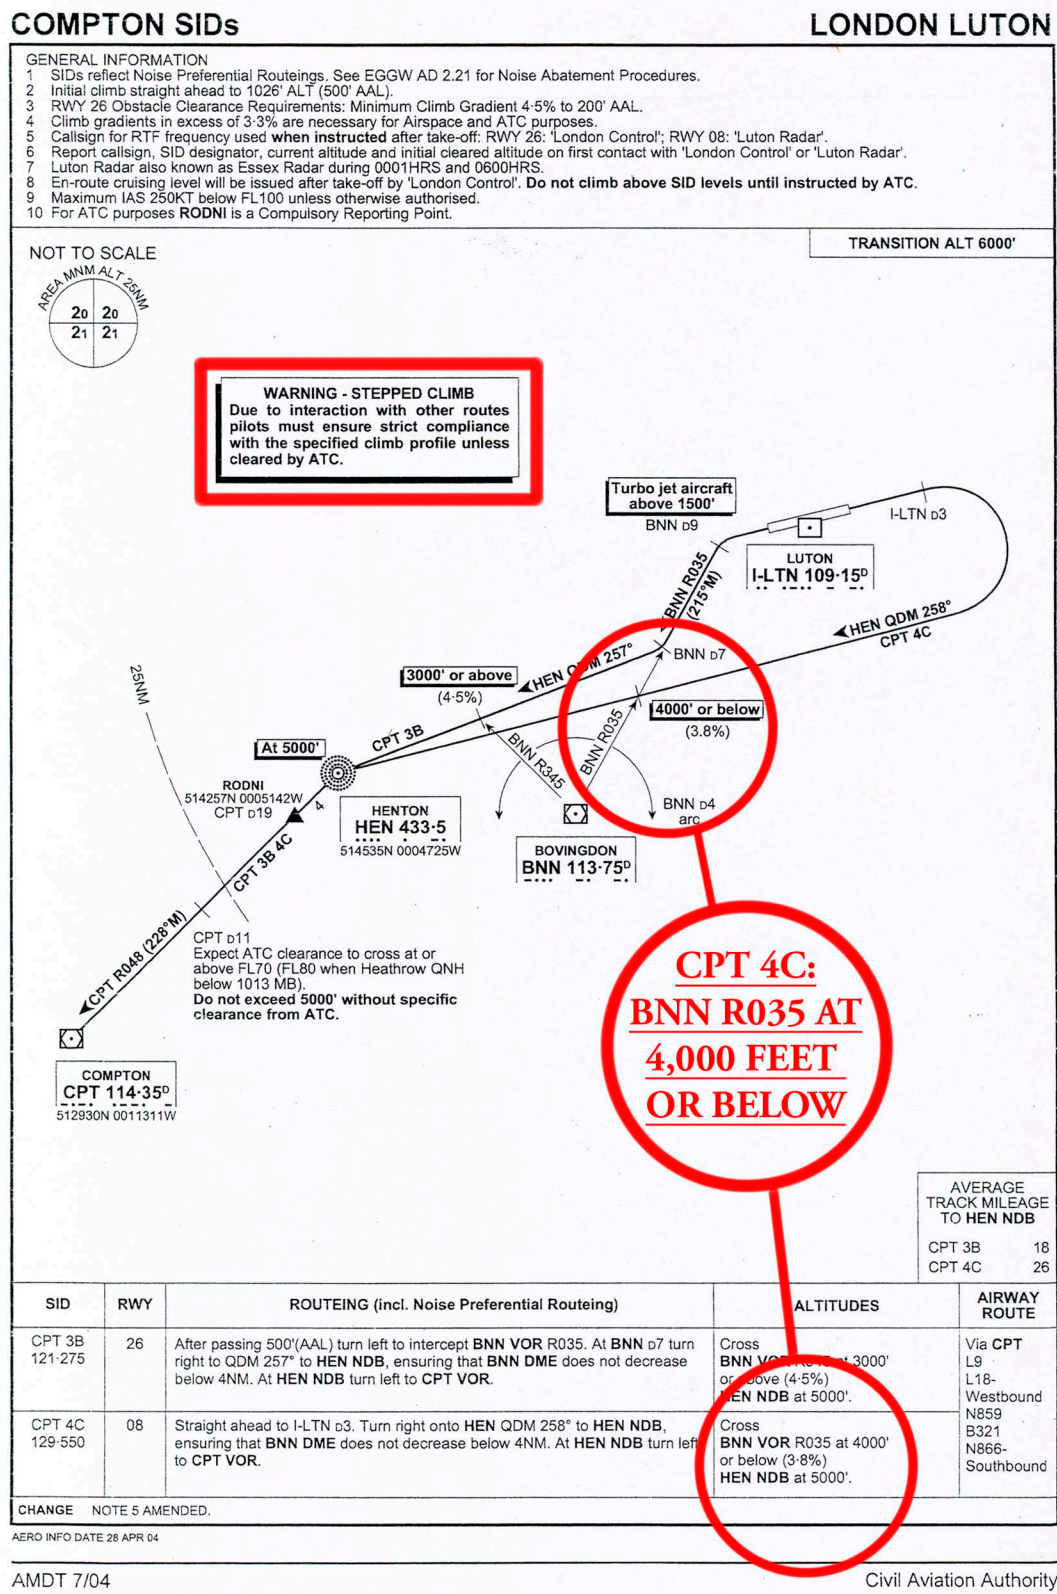 COMPTON SIDs
LONDON LUTON
GENERAL INFORMATION
1 SIDs reflect Noise Preferential Routeings. See EGGW AD 2.21 for Noise Abatement Procedures.
2 Initial climb straight ahead to 1026' ALT (500' AAL).
3 RWY 26 Obstacle Clearance Requirements: Minimum Climb Gradient 4·5% to 200' AAL.
4 Climb gradients in excess of 3·3% are necessary for Airspace and ATC purposes.
5 Callsign for RTF frequency used when instructed after take-off: RWY 26: 'London Control'; RWY 08: 'Luton Radar'.
6 Report callsign, SID designator, current altitude and initial cleared altitude on first contact with 'London Control' or 'Luton Radar'.
7 Luton Radar also known as Essex Radar during 0001HRS and 0600HRS.
8 En-route cruising level will be issued after take-off by 'London Control'. Do not climb above SID levels until instructed by ATC.
9 Maximum IAS 250KT below FL100 unless otherwise authorised.
10 For ATC purposes RODNI is a Compulsory Reporting Point.
TRANSITION ALT 6000'
NOT TO SCALE
AREA MNM ALT 25NM
20 20
21 21
WARNING - STEPPED CLIMB
Due to interaction with other routes
pilots must ensure strict compliance
with the specified climb profile unless
cleared by ATC.
Turbo jet aircraft
above 1500'
BNN D9
I-LTN D3
LUTON
I-LTN 109·15D
BNN R035
(215°M)
HEN QDM 258°
CPT 4C
BNN D7
HEN QDM 257°
3000' or above
(4·5%)
4000' or below
(3.8%)
25NM
CPT 3B
BNN R345
BNN R035
At 5000'
RODNI
514257N 0005142W
CPT D19
4
HENTON
HEN 433·5
514535N 0004725W
BNN D4
arc
BOVINGDON
BNN 113·75D
CPT 3B 4C
CPT R048 (228°M)
CPT D11
Expect ATC clearance to cross at or
above FL70 (FL80 when Heathrow QNH
below 1013 MB).
Do not exceed 5000' without specific
clearance from ATC.
CPT 4C:
BNN R035 AT
4,000 FEET
OR BELOW
COMPTON
CPT 114·35D
512930N 0011311W
AVERAGE
TRACK MILEAGE
TO HEN NDB
CPT 3B 18
CPT 4C 26
SID RWY ROUTEING (incl. Noise Preferential Routeing) ALTITUDES AIRWAY ROUTE
CPT 3B
121·275
26
After passing 500'(AAL) turn left to intercept BNN VOR R035. At BNN D7 turn
right to QDM 257° to HEN NDB, ensuring that BNN DME does not decrease
below 4NM. At HEN NDB turn left to CPT VOR.
Cross
BNN VOR R345 at 3000'
or above (4·5%)
HEN NDB at 5000'.
Via CPT
L9
L18-
Westbound
N859
B321
N866-
Southbound
CPT 4C
129·550
08
Straight ahead to I-LTN D3. Turn right onto HEN QDM 258° to HEN NDB,
ensuring that BNN DME does not decrease below 4NM. At HEN NDB turn left
to CPT VOR.
Cross
BNN VOR R035 at 4000'
or below (3·8%)
HEN NDB at 5000'.
CHANGE NOTE 5 AMENDED.
AERO INFO DATE 28 APR 04
AMDT 7/04
Civil Aviation Authority